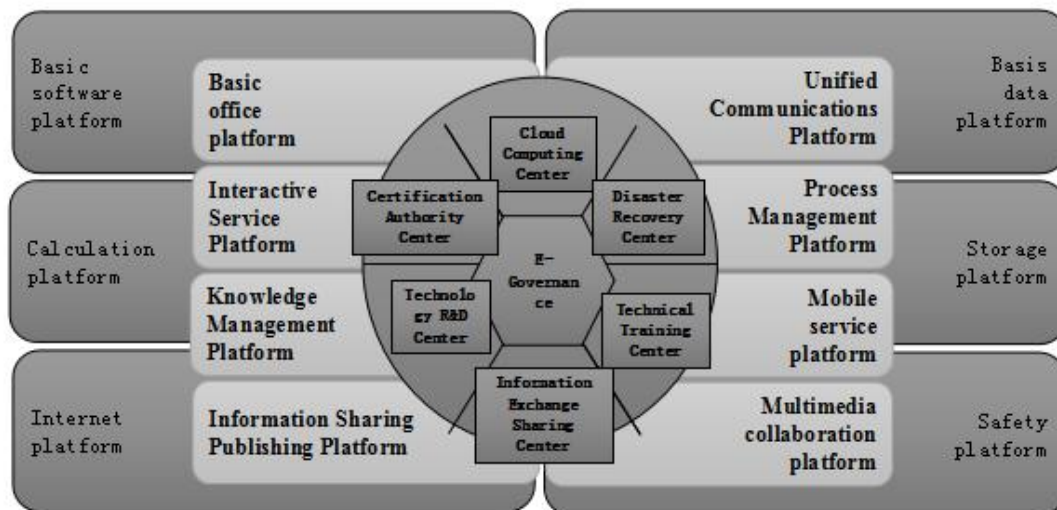 Basic
software
platform
Basic
office
platform
Unified
Communications
Platform
Basis
data
platform
Cloud
Computing
Center
Calculation
platform
Interactive
Service
Platform
Certification
Authority
Center
Disaster
Recovery
Center
Process
Management
Platform
Storage
platform
E-
Governan
ce
Knowledge
Management
Platform
Technolo
gy R&D
Center
Technical
Training
Center
Mobile
service
platform
Internet
platform
Information Sharing
Publishing Platform
Information
Exchange
Sharing
Center
Multimedia
collaboration
platform
Safety
platform